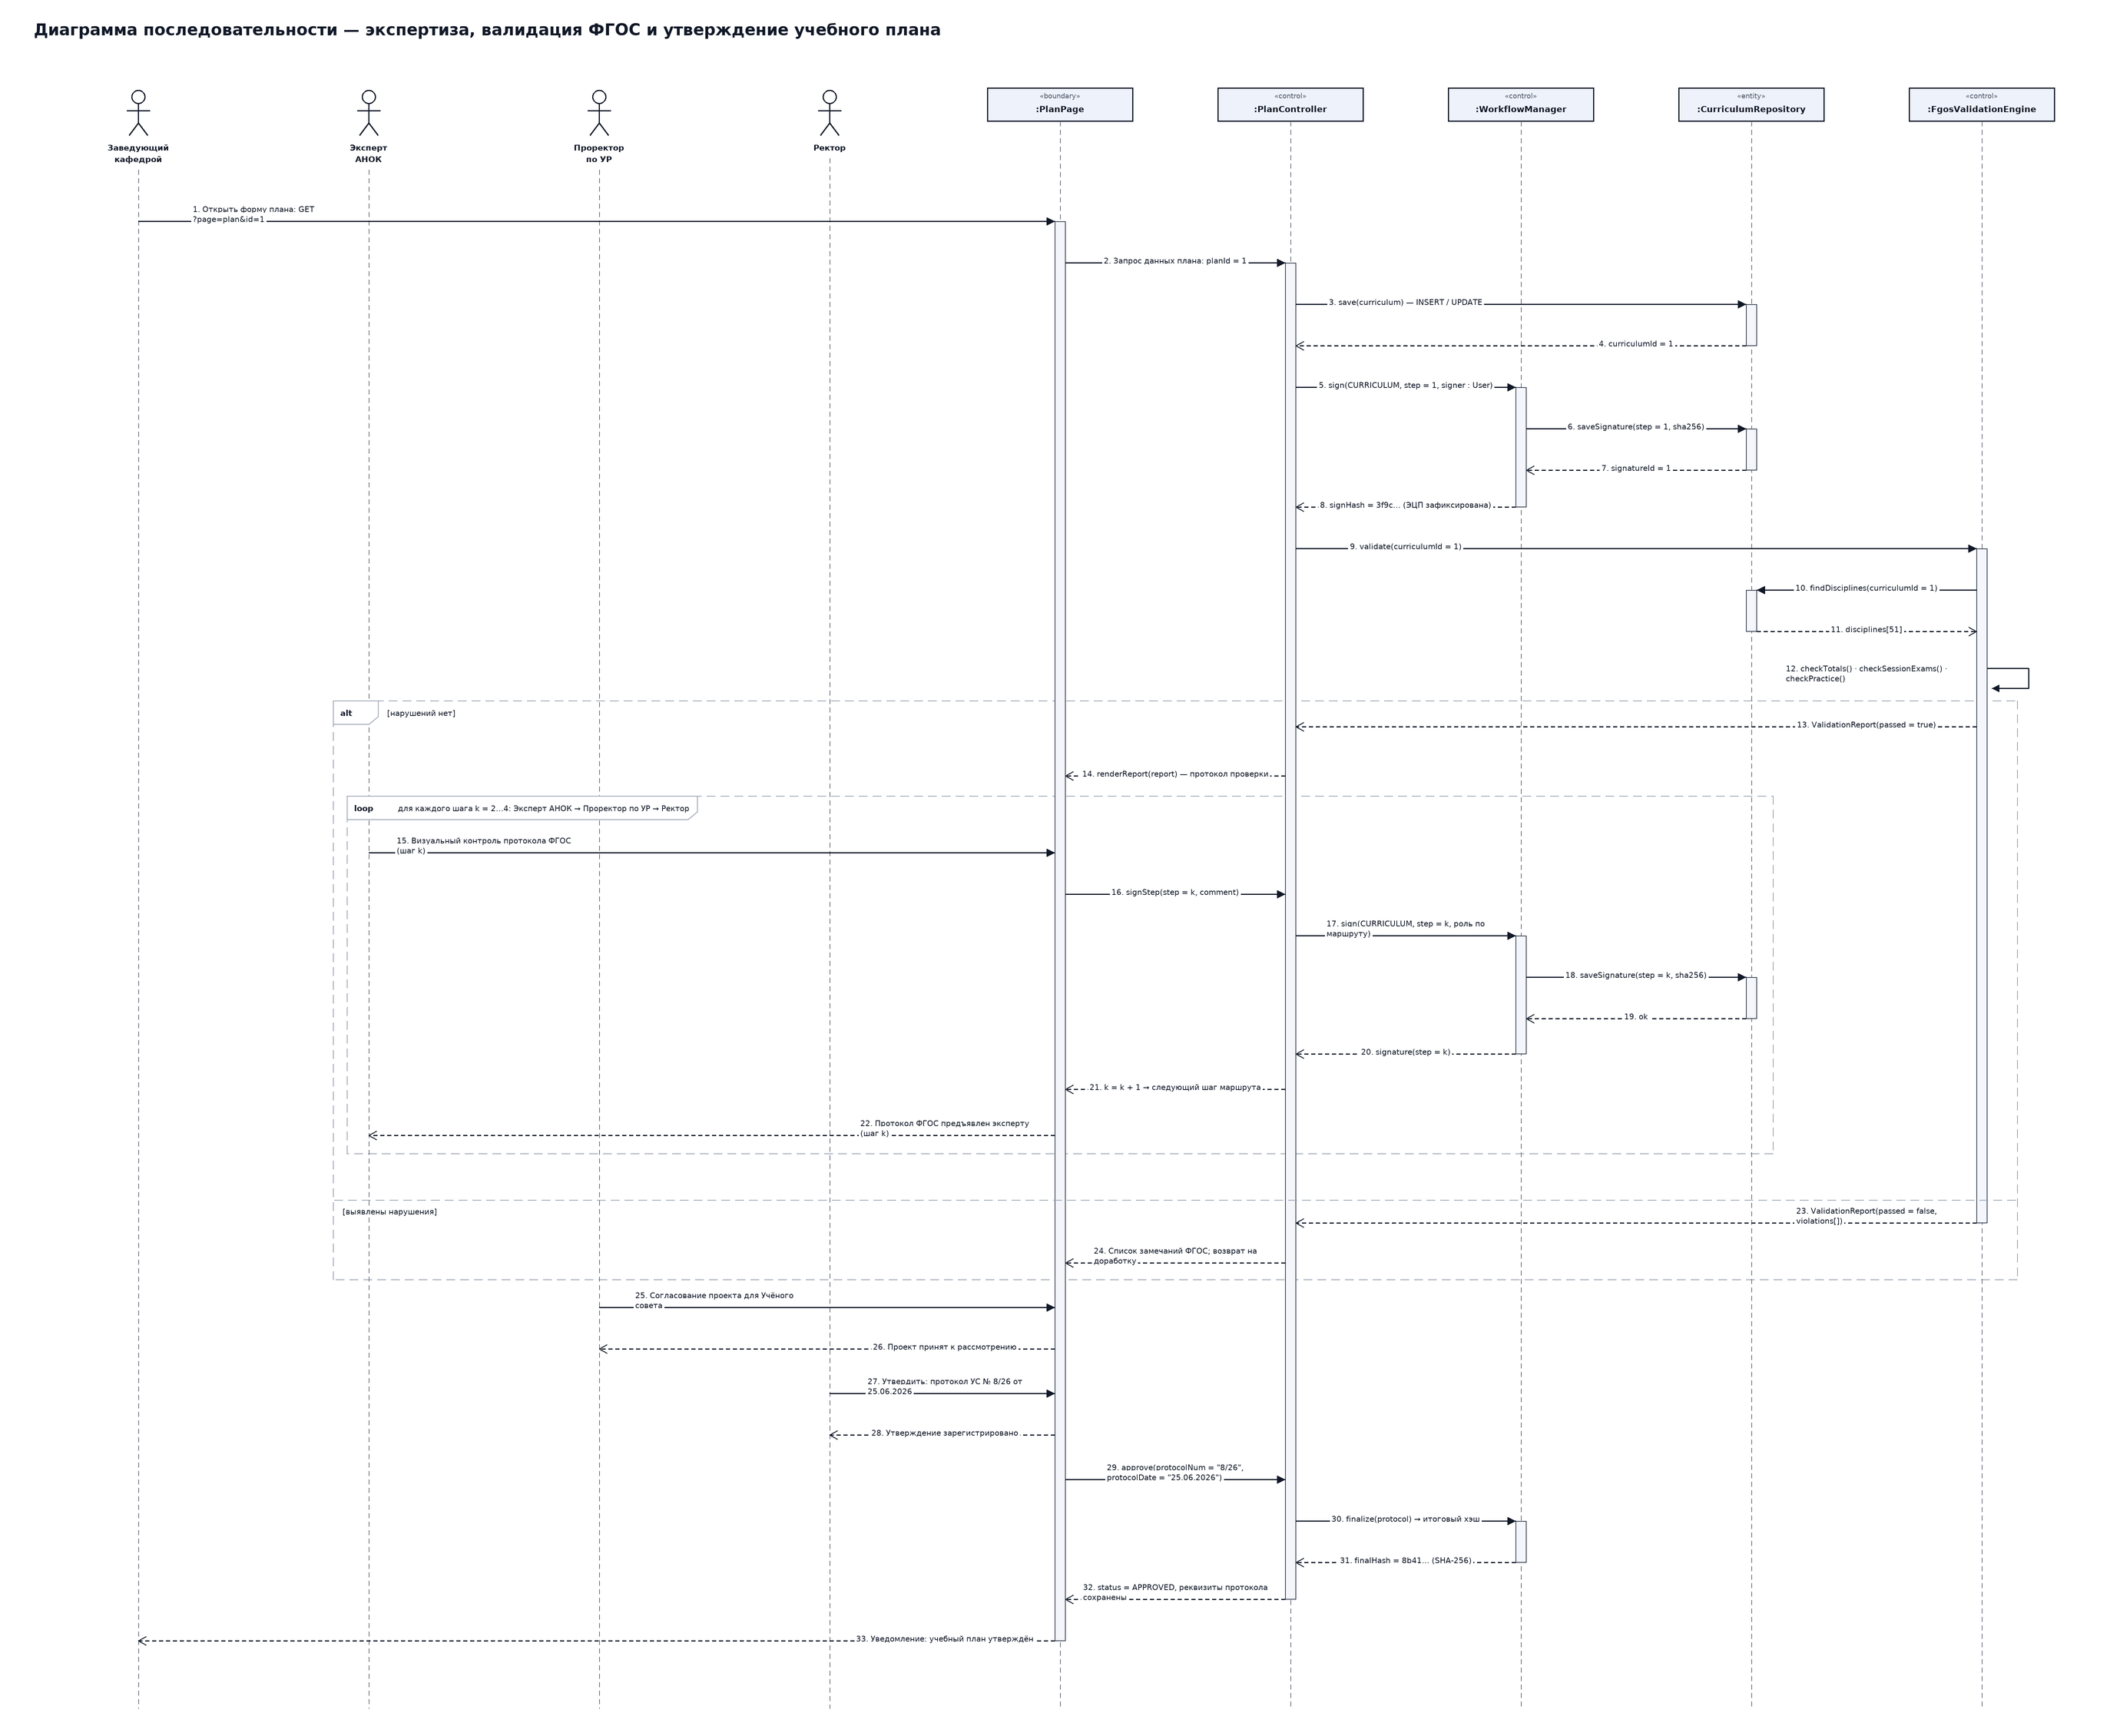 Диаграмма последовательности — экспертиза, валидация ФГОС и утверждение учебного плана
Заведующий
кафедрой
Эксперт
АНОК
Проректор
по УР
Ректор
«boundary»
:PlanPage
«control»
:PlanController
«control»
:WorkflowManager
«entity»
:CurriculumRepository
«control»
:FgosValidationEngine
1. Открыть форму плана: GET
?page=plan&id=1
2. Запрос данных плана: planId = 1
3. save(curriculum) — INSERT / UPDATE
4. curriculumId = 1
5. sign(CURRICULUM, step = 1, signer : User)
6. saveSignature(step = 1, sha256)
7. signatureId = 1
8. signHash = 3f9c... (ЭЦП зафиксирована)
9. validate(curriculumId = 1)
10. findDisciplines(curriculumId = 1)
11. disciplines[51]
12. checkTotals() · checkSessionExams() ·
checkPractice()
alt
[нарушений нет]
13. ValidationReport(passed = true)
14. renderReport(report) — протокол проверки
loop
для каждого шага k = 2...4: Эксперт АНОК → Проректор по УР → Ректор
15. Визуальный контроль протокола ФГОС
(шаг k)
16. signStep(step = k, comment)
17. sign(CURRICULUM, step = k, роль по
маршруту)
18. saveSignature(step = k, sha256)
19. ok
20. signature(step = k)
21. k = k + 1 → следующий шаг маршрута
22. Протокол ФГОС предъявлен эксперту
(шаг k)
[выявлены нарушения]
23. ValidationReport(passed = false,
violations[])
24. Список замечаний ФГОС; возврат на
доработку
25. Согласование проекта для Учёного
совета
26. Проект принят к рассмотрению
27. Утвердить: протокол УС № 8/26 от
25.06.2026
28. Утверждение зарегистрировано
29. approve(protocolNum = "8/26",
protocolDate = "25.06.2026")
30. finalize(protocol) → итоговый хэш
31. finalHash = 8b41... (SHA-256)
32. status = APPROVED, реквизиты протокола
сохранены
33. Уведомление: учебный план утверждён